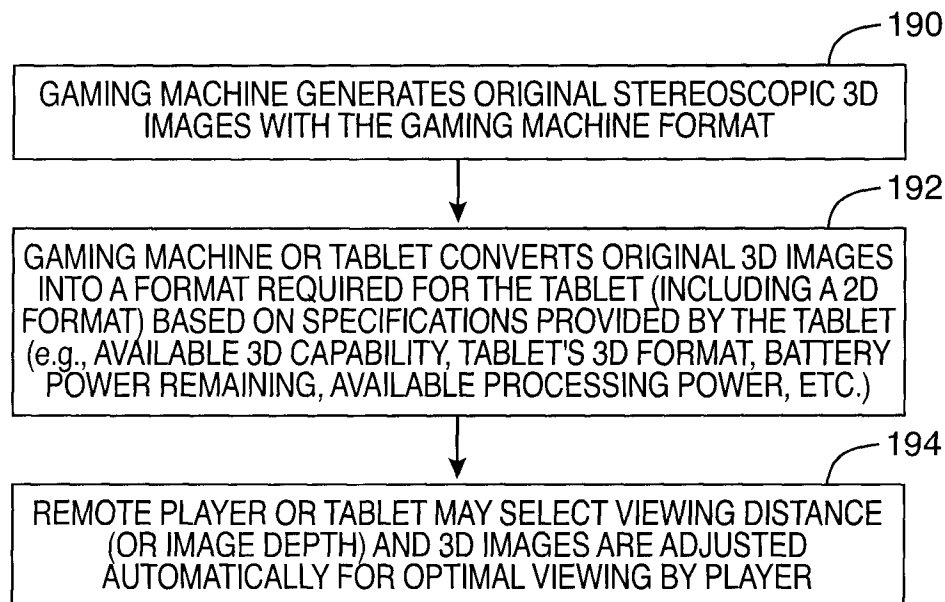 190
GAMING MACHINE GENERATES ORIGINAL STEREOSCOPIC 3D
IMAGES WITH THE GAMING MACHINE FORMAT
192
GAMING MACHINE OR TABLET CONVERTS ORIGINAL 3D IMAGES
INTO A FORMAT REQUIRED FOR THE TABLET (INCLUDING A 2D
FORMAT) BASED ON SPECIFICATIONS PROVIDED BY THE TABLET
(e.g., AVAILABLE 3D CAPABILITY, TABLET'S 3D FORMAT, BATTERY
POWER REMAINING, AVAILABLE PROCESSING POWER, ETC.)
194
REMOTE PLAYER OR TABLET MAY SELECT VIEWING DISTANCE
(OR IMAGE DEPTH) AND 3D IMAGES ARE ADJUSTED
AUTOMATICALLY FOR OPTIMAL VIEWING BY PLAYER